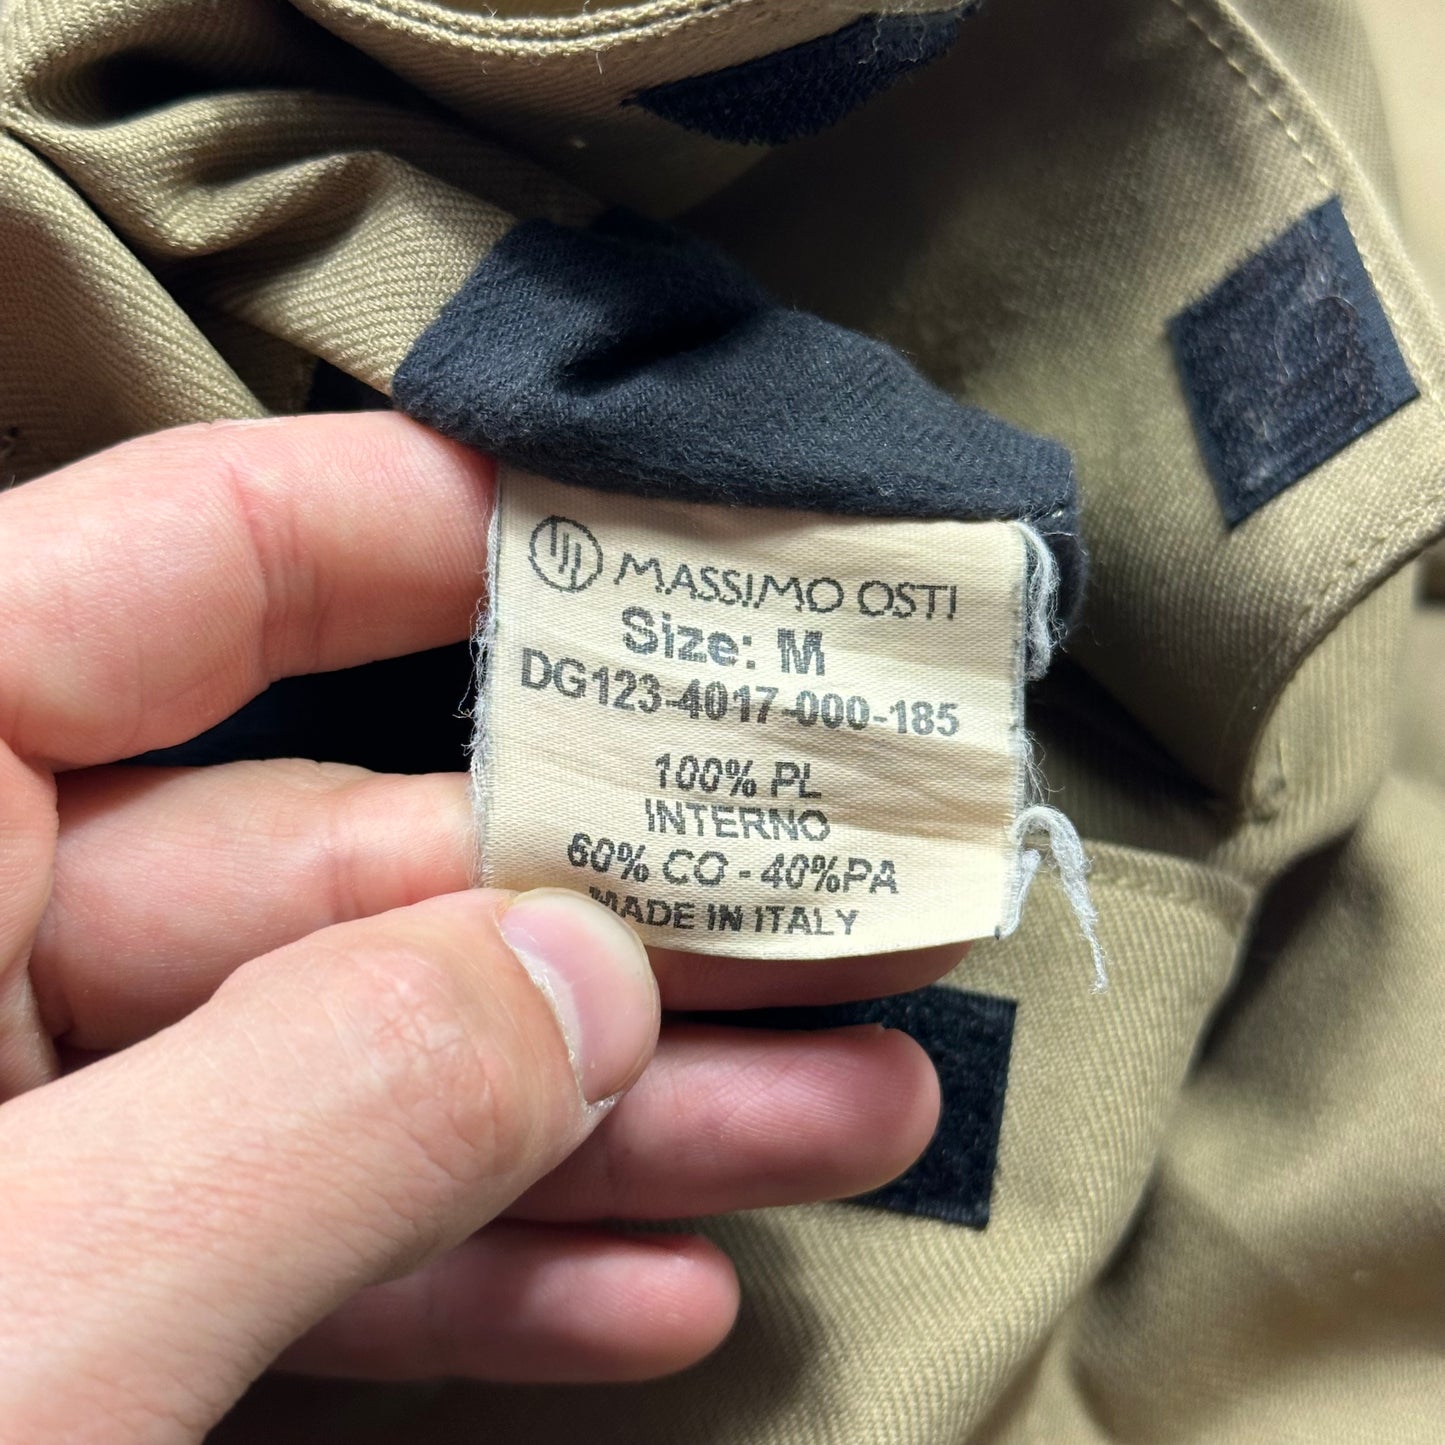 MASSIMO OSTI
Size: M
DG123-4017-000-185
100% PL
INTERNO
60% CO - 40%PA
MADE IN ITALY